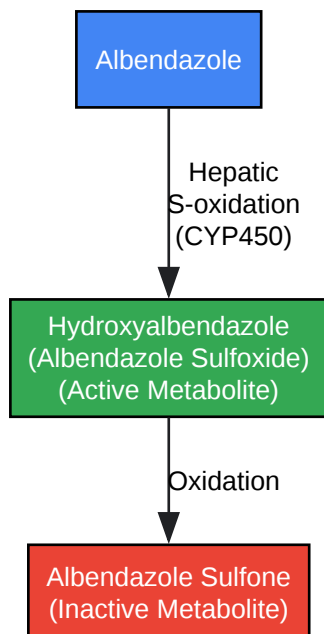 Albendazole
Hepatic
S-oxidation
(CYP450)
Hydroxyalbendazole
(Albendazole Sulfoxide)
(Active Metabolite)
Oxidation
Albendazole Sulfone
(Inactive Metabolite)